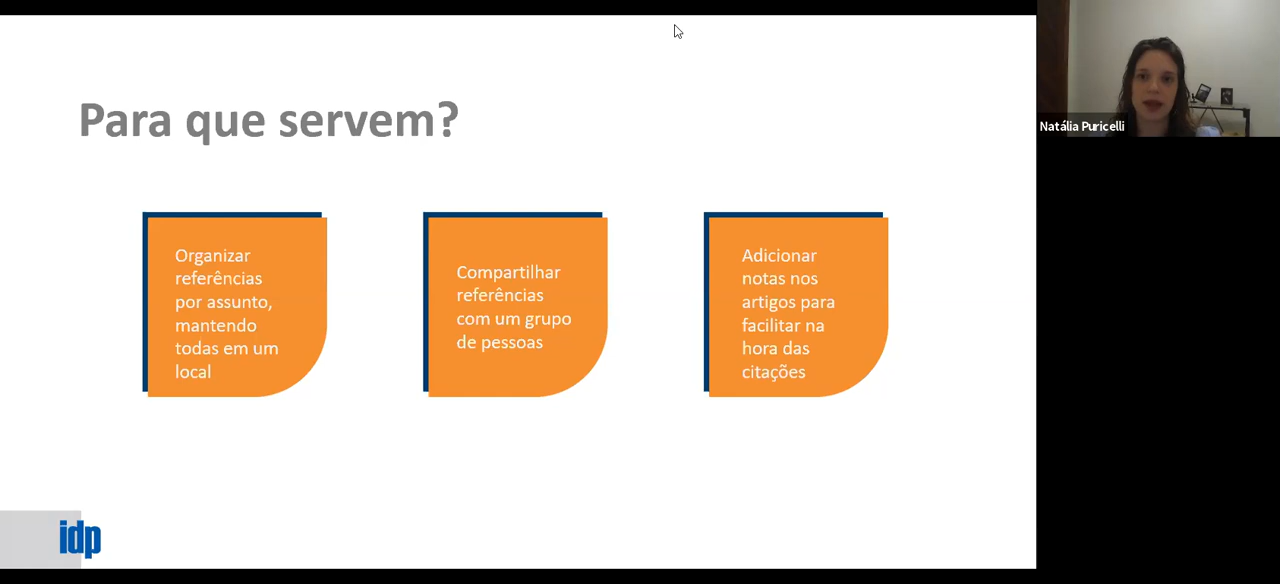 Para que servem?
Organizar
referências
por assunto,
mantendo
todas em um
local
Compartilhar
referências
com um grupo
de pessoas
Adicionar
notas nos
artigos para
facilitar na
hora das
citações
idp
Natália Puricelli